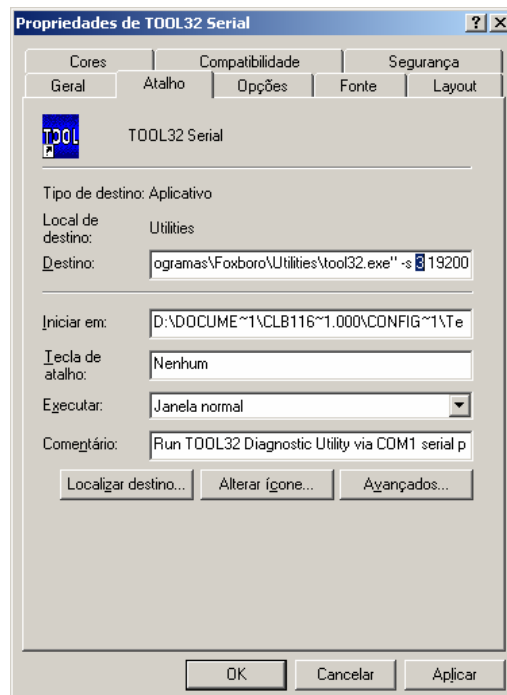 Propriedades de TOOL32 Serial
Cores Compatibilidade Segurança
Geral Atalho Opções Fonte Layout
TOOL
TOOL32 Serial
Tipo de destino: Aplicativo
Local de destino: Utilities
Destino: ogramas\Foxboro\Utilities\tool32.exe" -s 3 19200
Iniciar em: D:\DOCUME~1\CLB116~1.000\CONFIG~1\Te
Tecla de atalho: Nenhum
Executar: Janela normal
Comentário: Run TOOL32 Diagnostic Utility via COM1 serial p
Localizar destino... Alterar ícone... Avançados...
OK Cancelar Aplicar